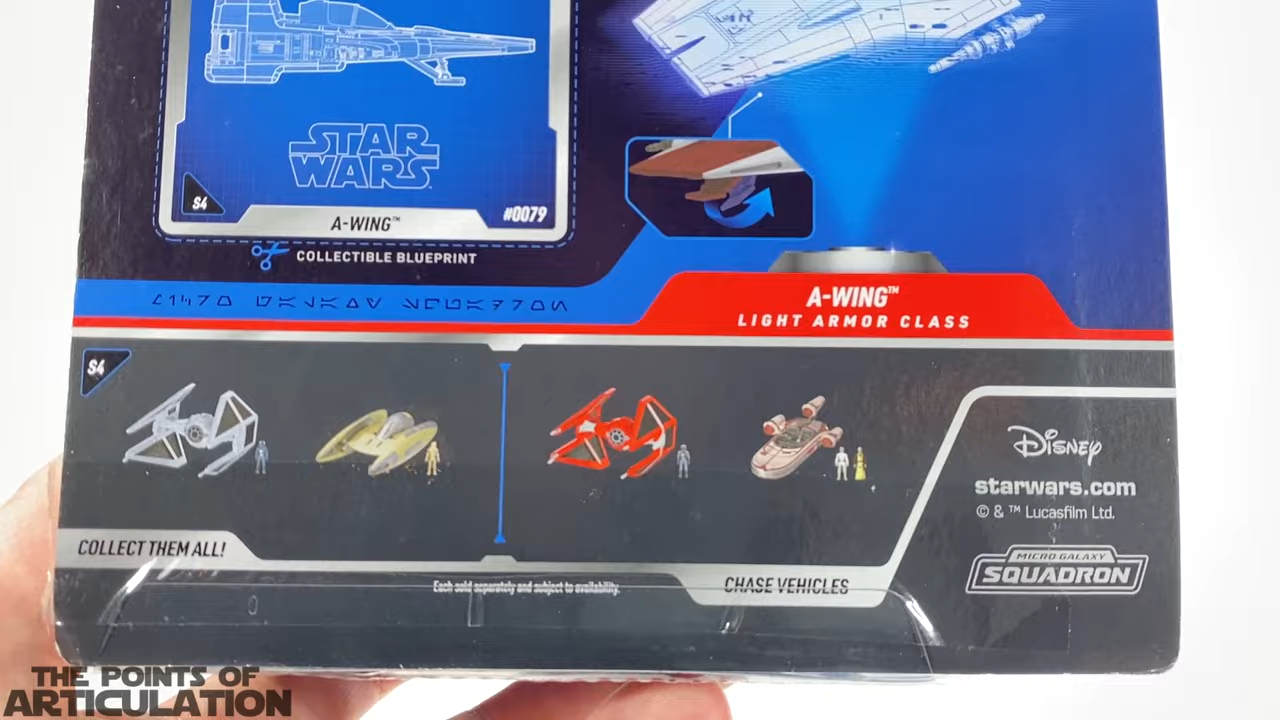 STAR
WARS
S4
A-WING™
#0079
COLLECTIBLE BLUEPRINT
A-WING™
LIGHT ARMOR CLASS
S4
COLLECT THEM ALL!
Each sold separately and subject to availability.
CHASE VEHICLES
Disney
starwars.com
© & ™ Lucasfilm Ltd.
MICRO GALAXY
SQUADRON
THE POINTS OF
ARTICULATION